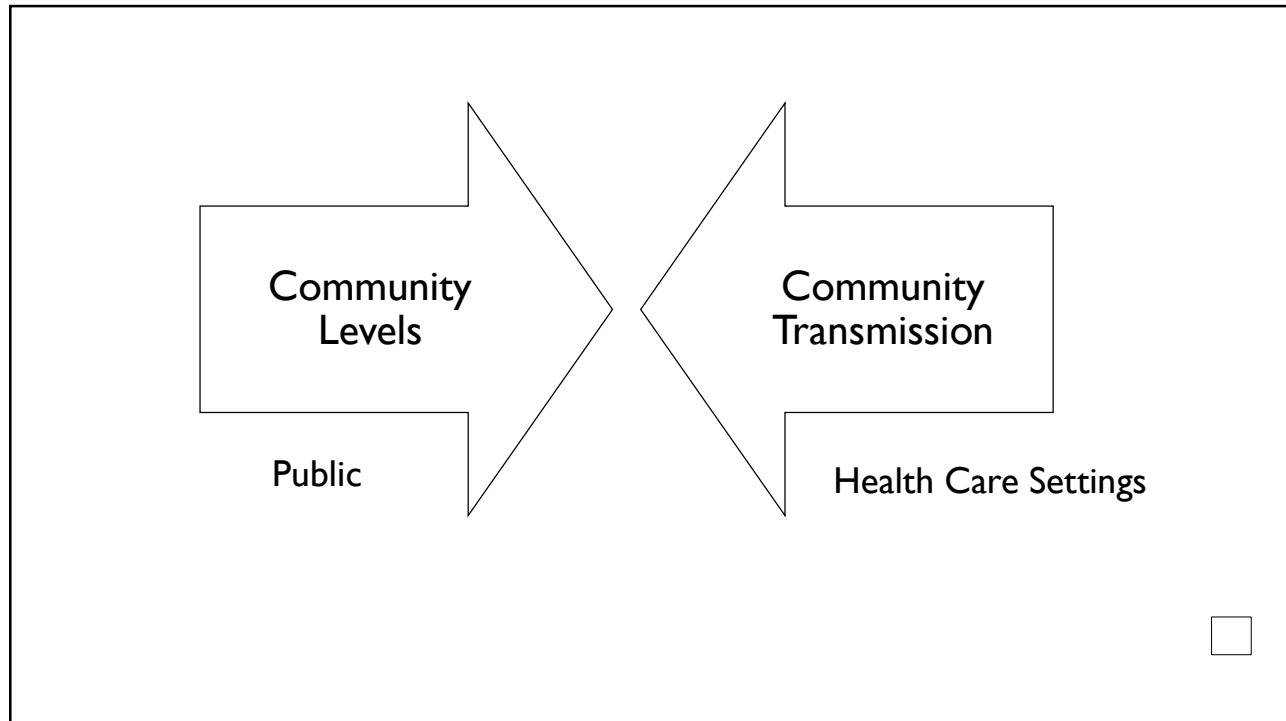 Community
Levels
Community
Transmission
Public
Health Care Settings